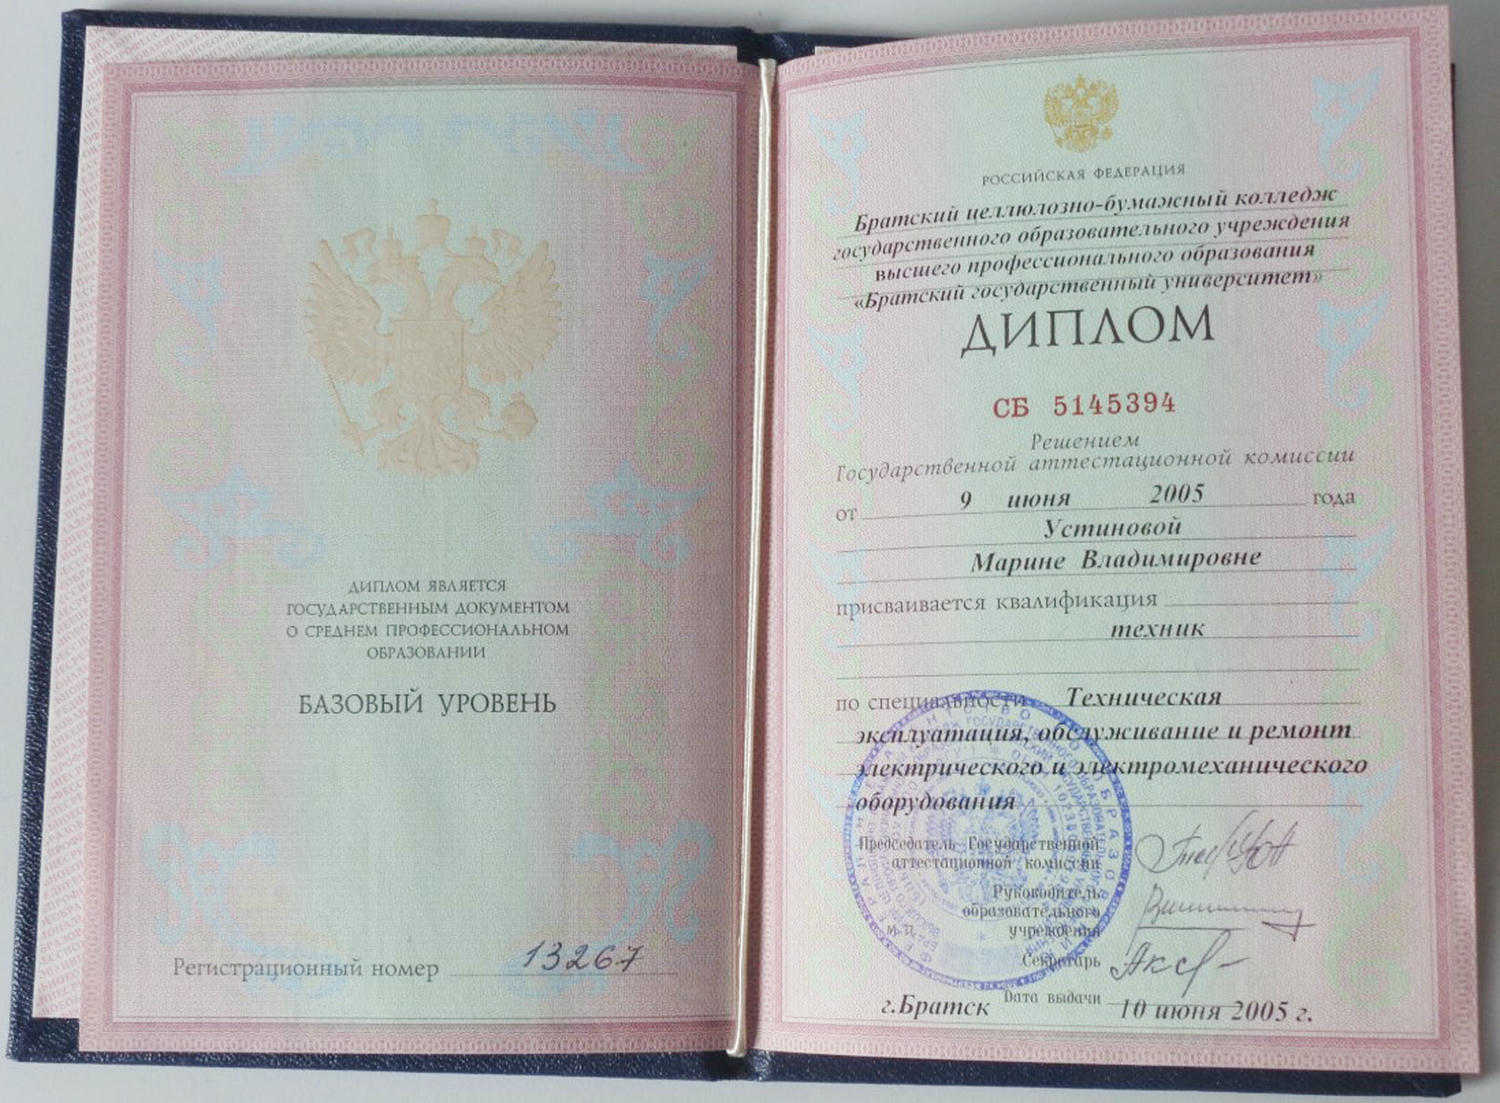 ДИПЛОМ ЯВЛЯЕТСЯ
ГОСУДАРСТВЕННЫМ ДОКУМЕНТОМ
О СРЕДНЕМ ПРОФЕССИОНАЛЬНОМ
ОБРАЗОВАНИИ
БАЗОВЫЙ УРОВЕНЬ
Регистрационный номер 13267
РОССИЙСКАЯ ФЕДЕРАЦИЯ
Братский целлюлозно-бумажный колледж
государственного образовательного учреждения
высшего профессионального образования
«Братский государственный университет»
ДИПЛОМ
СБ 5145394
Решением
Государственной аттестационной комиссии
от 9 июня 2005 года
Устиновой
Марине Владимировне
присваивается квалификация
техник
по специальности Техническая
эксплуатация, обслуживание и ремонт
электрического и электромеханического
оборудования
Председатель Государственной
аттестационной комиссии
Руководитель
образовательного
М.П. учреждения
Секретарь
г.Братск Дата выдачи 10 июня 2005 г.